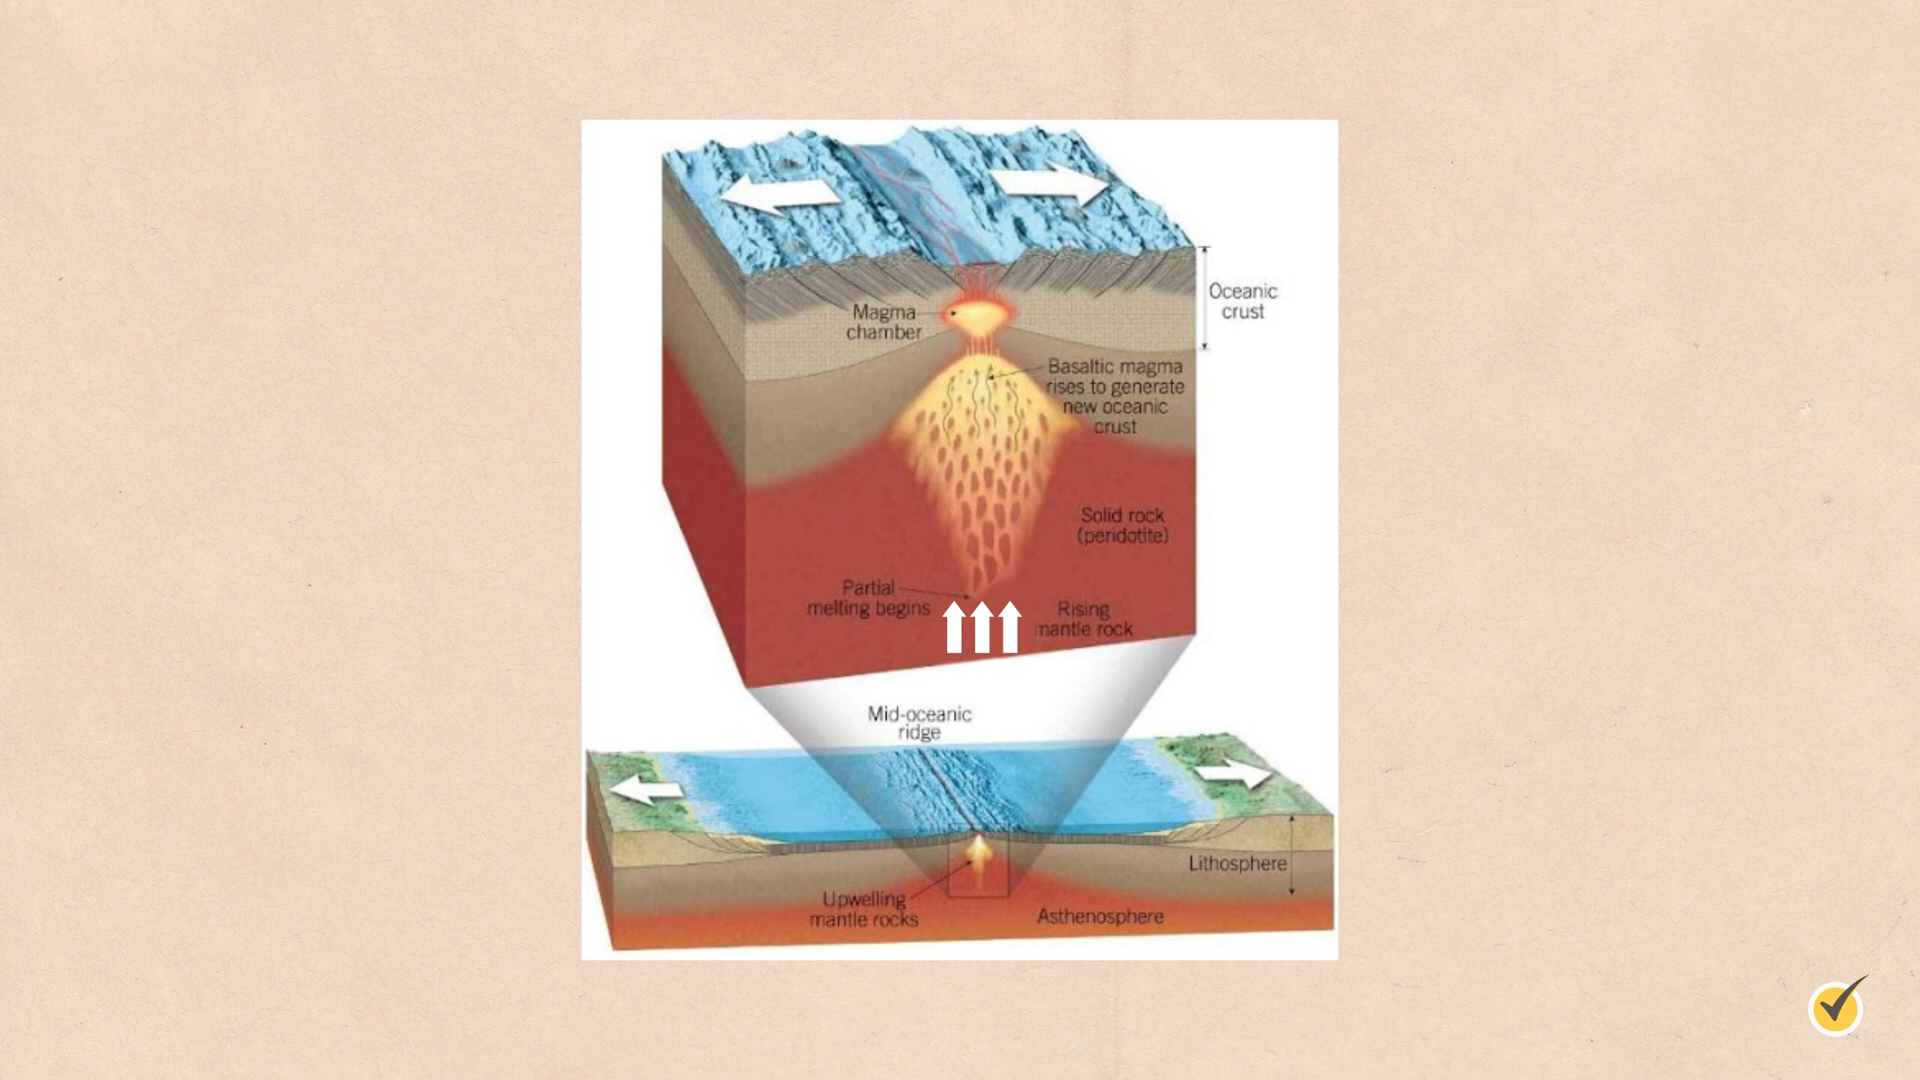 Oceanic
crust
Magma
chamber
Basaltic magma
rises to generate
new oceanic
crust
Solid rock
(peridotite)
Partial
melting begins
Rising
mantle rock
Mid-oceanic
ridge
Lithosphere
Upwelling
mantle rocks
Asthenosphere